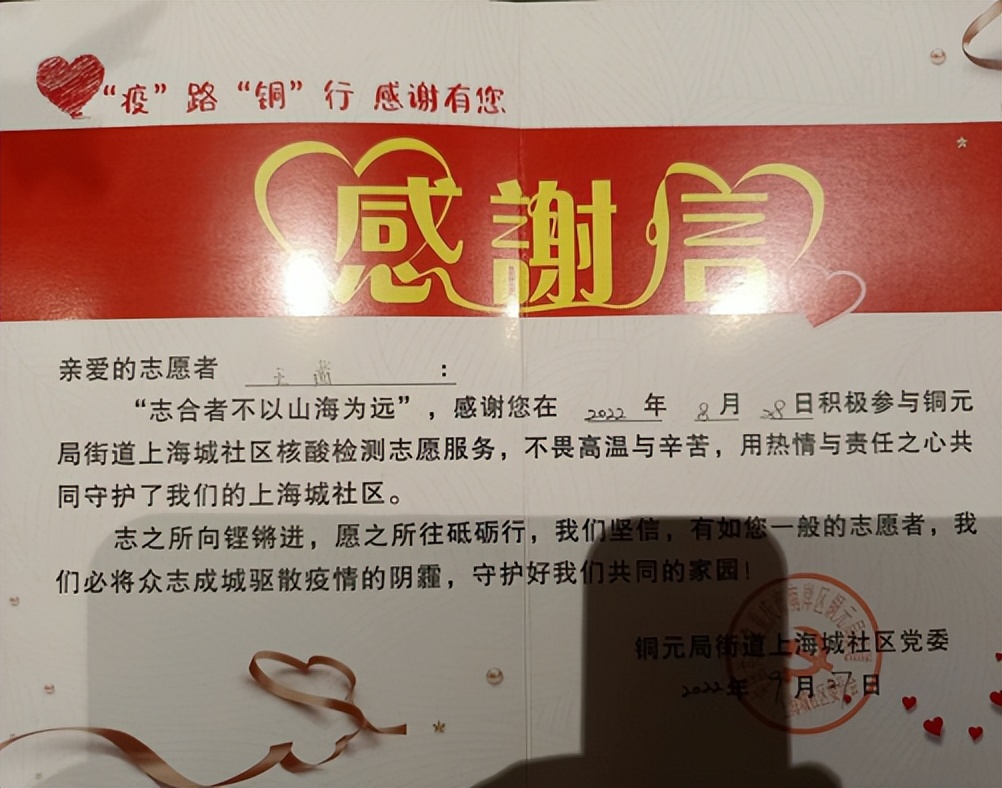 “疫”路“铜”行 感谢有您
感謝信
亲爱的志愿者 王 :
“志合者不以山海为远”，感谢您在 2022 年 8 月 28 日积极参与铜元
局街道上海城社区核酸检测志愿服务，不畏高温与辛苦，用热情与责任之心共
同守护了我们的上海城社区。
志之所向铿锵进，愿之所往砥砺行，我们坚信，有如您一般的志愿者，我
们必将众志成城驱散疫情的阴霾，守护好我们共同的家园！
铜元局街道上海城社区党委
2022年 9月 27日